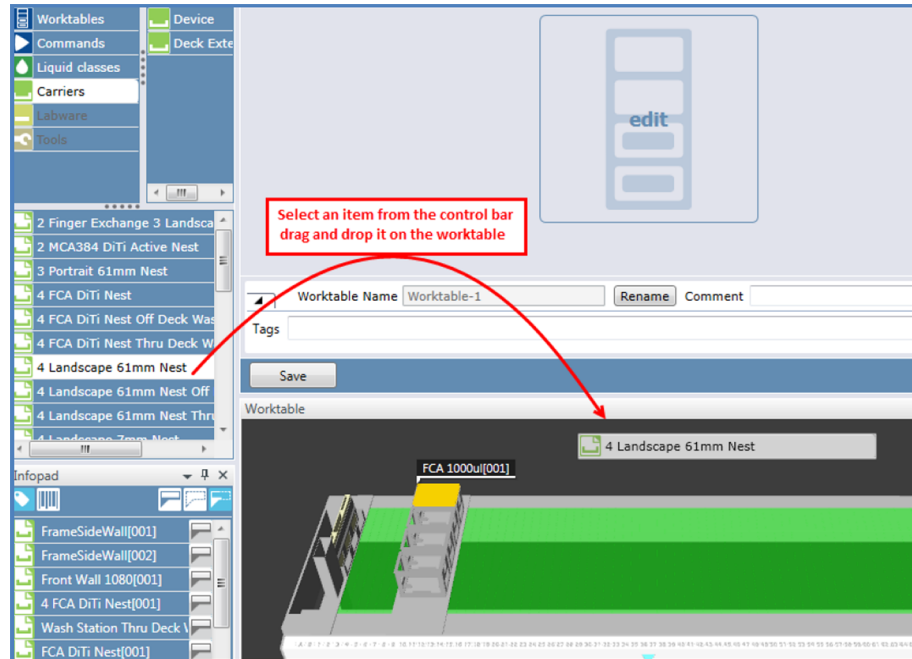 Worktables
Commands
Liquid classes
Carriers
Labware
Tools
Device
Deck Exte
edit
2 Finger Exchange 3 Landsca
2 MCA384 DiTi Active Nest
3 Portrait 61mm Nest
4 FCA DiTi Nest
4 FCA DiTi Nest Off Deck Was
4 FCA DiTi Nest Thru Deck W
4 Landscape 61mm Nest
4 Landscape 61mm Nest Off
4 Landscape 61mm Nest Thru
4 Landscape 7mm Nest
Select an item from the control bar
drag and drop it on the worktable
Worktable Name Worktable-1 Rename Comment
Tags
Save
Worktable
4 Landscape 61mm Nest
FCA 1000ul[001]
Infopad
FrameSideWall[001]
FrameSideWall[002]
Front Wall 1080[001]
4 FCA DiTi Nest[001]
Wash Station Thru Deck
FCA DiTi Nest[001]